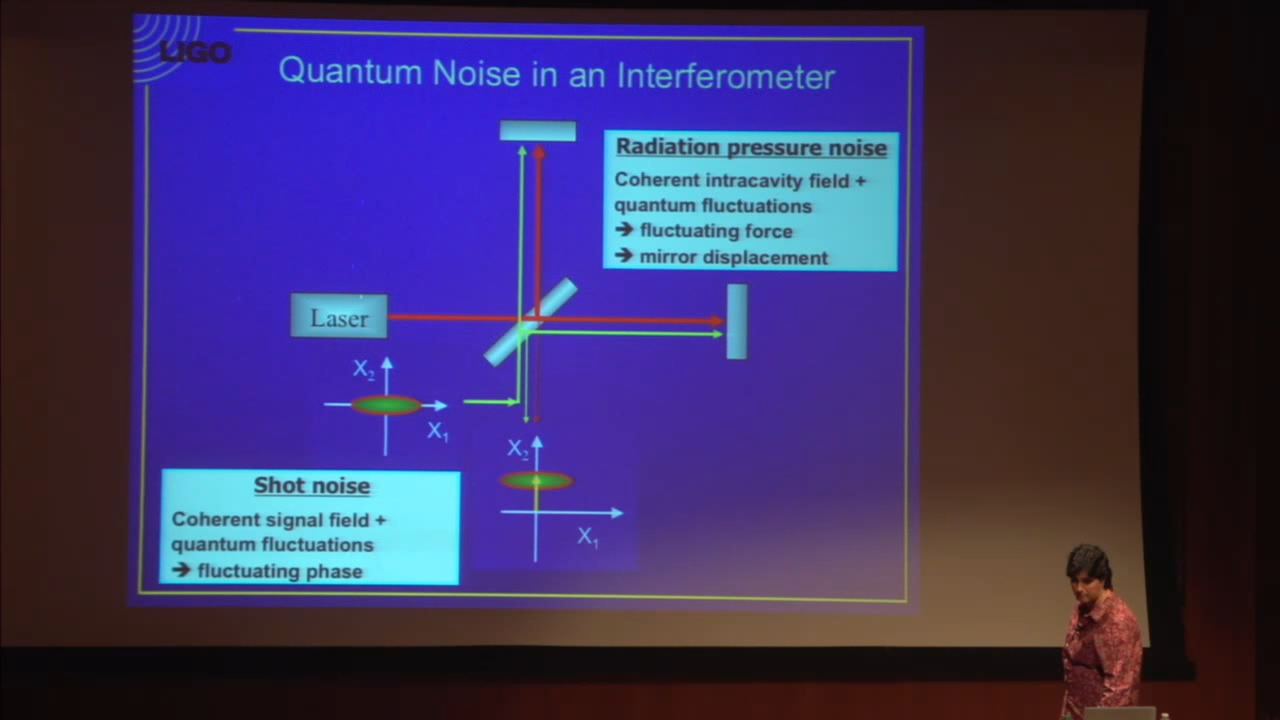 LIGO
Quantum Noise in an Interferometer
Radiation pressure noise
Coherent intracavity field +
quantum fluctuations
➔ fluctuating force
➔ mirror displacement
Laser
X₂
X₁
X₂
X₁
Shot noise
Coherent signal field +
quantum fluctuations
➔ fluctuating phase